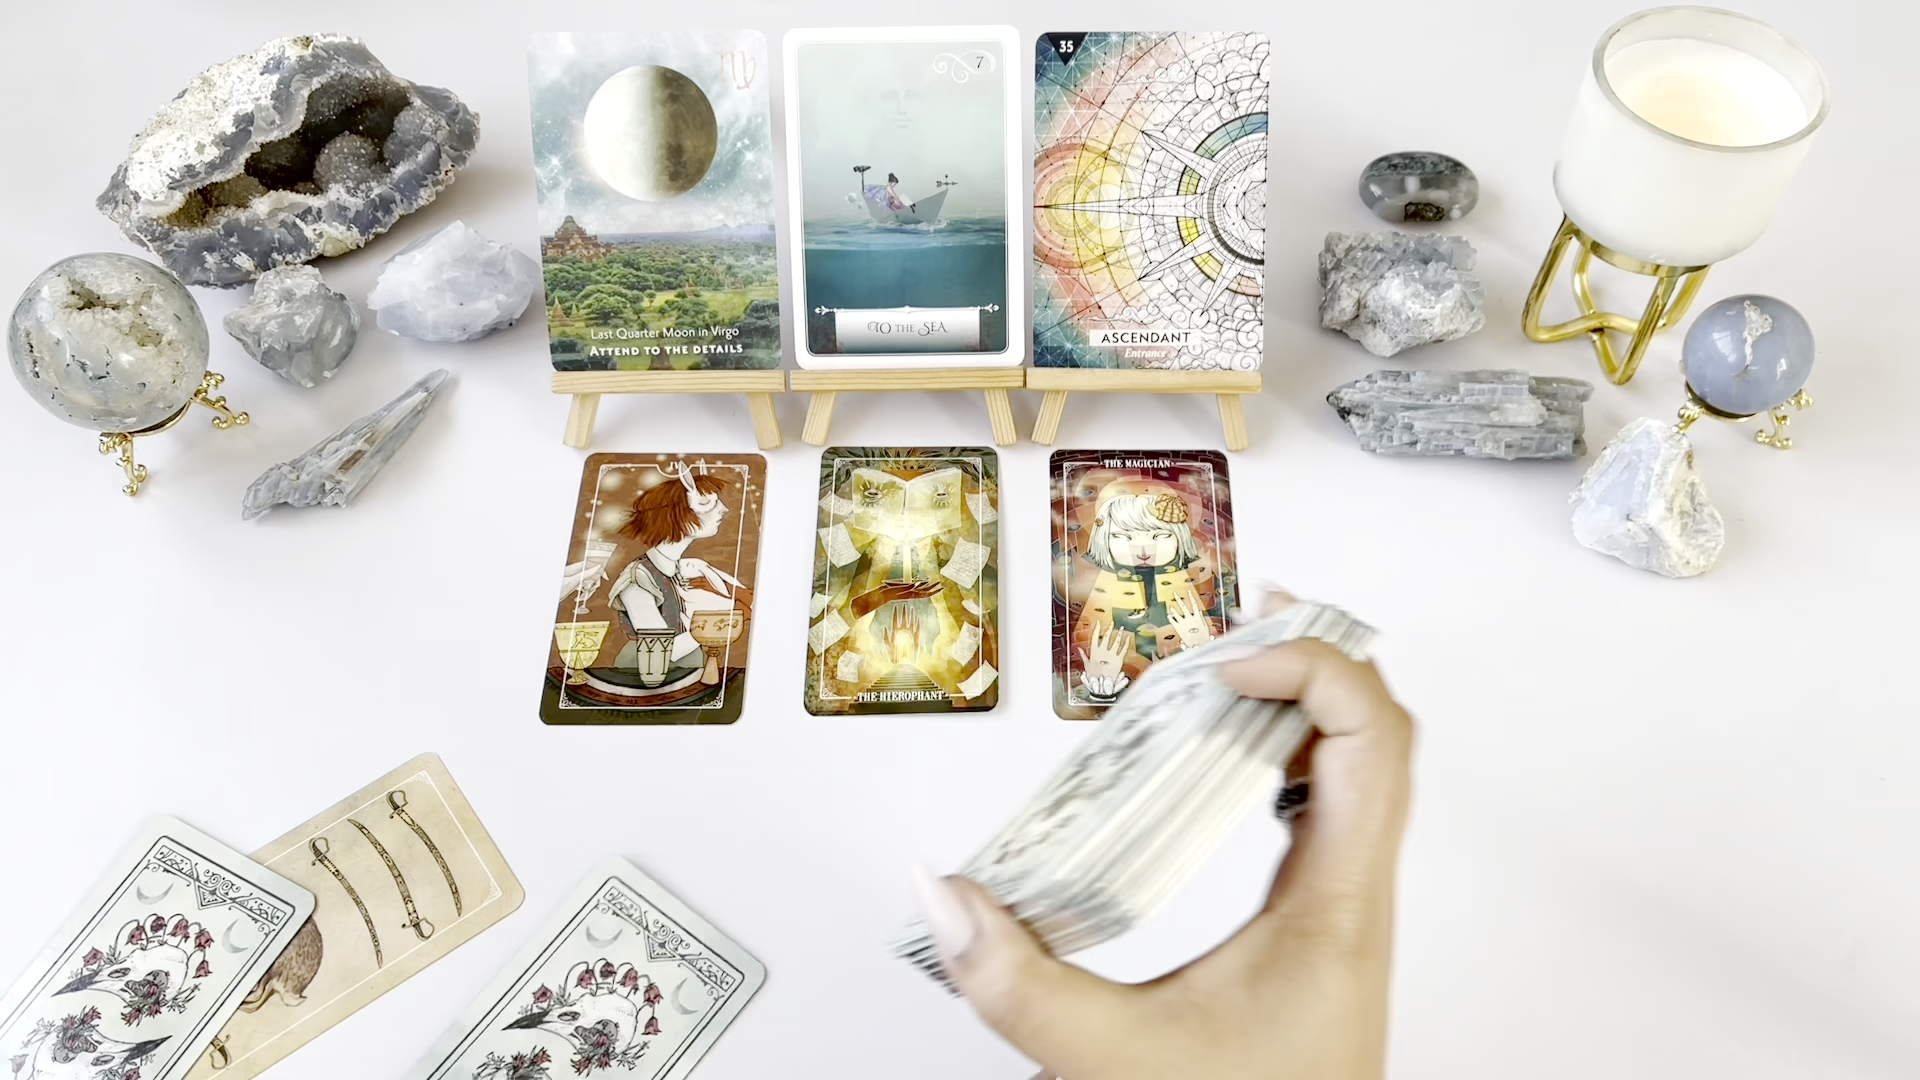 7
35
Last Quarter Moon in Virgo
ATTEND TO THE DETAILS
TO THE SEA
ASCENDANT
Entrance
IV
THE MAGICIAN
THE HIEROPHANT